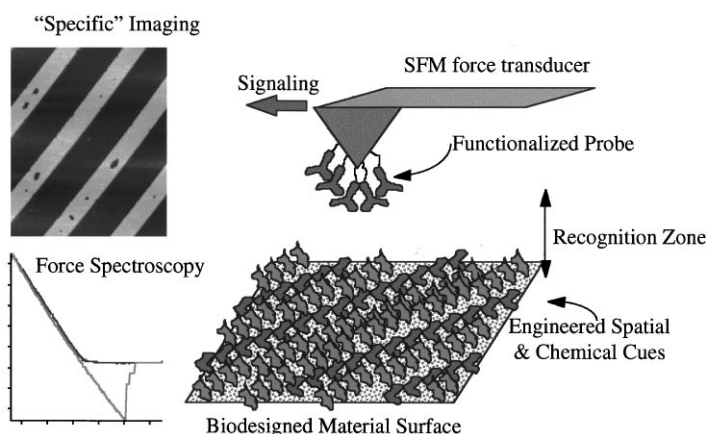 “Specific” Imaging
SFM force transducer
Signaling
Functionalized Probe
Recognition Zone
Force Spectroscopy
Engineered Spatial
& Chemical Cues
Biodesigned Material Surface